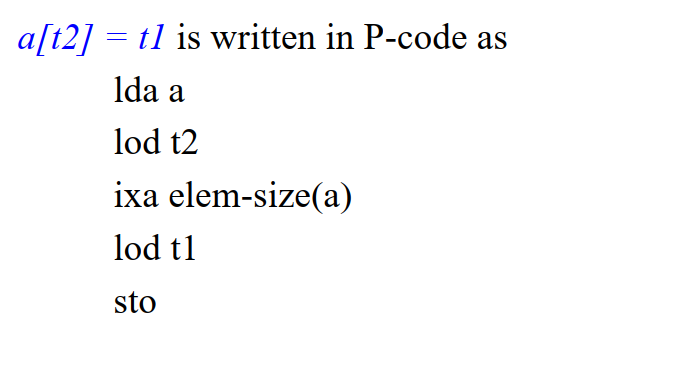 a[t2] = t1 is written in P-code as
lda a
lod t2
ixa elem-size(a)
lod t1
sto